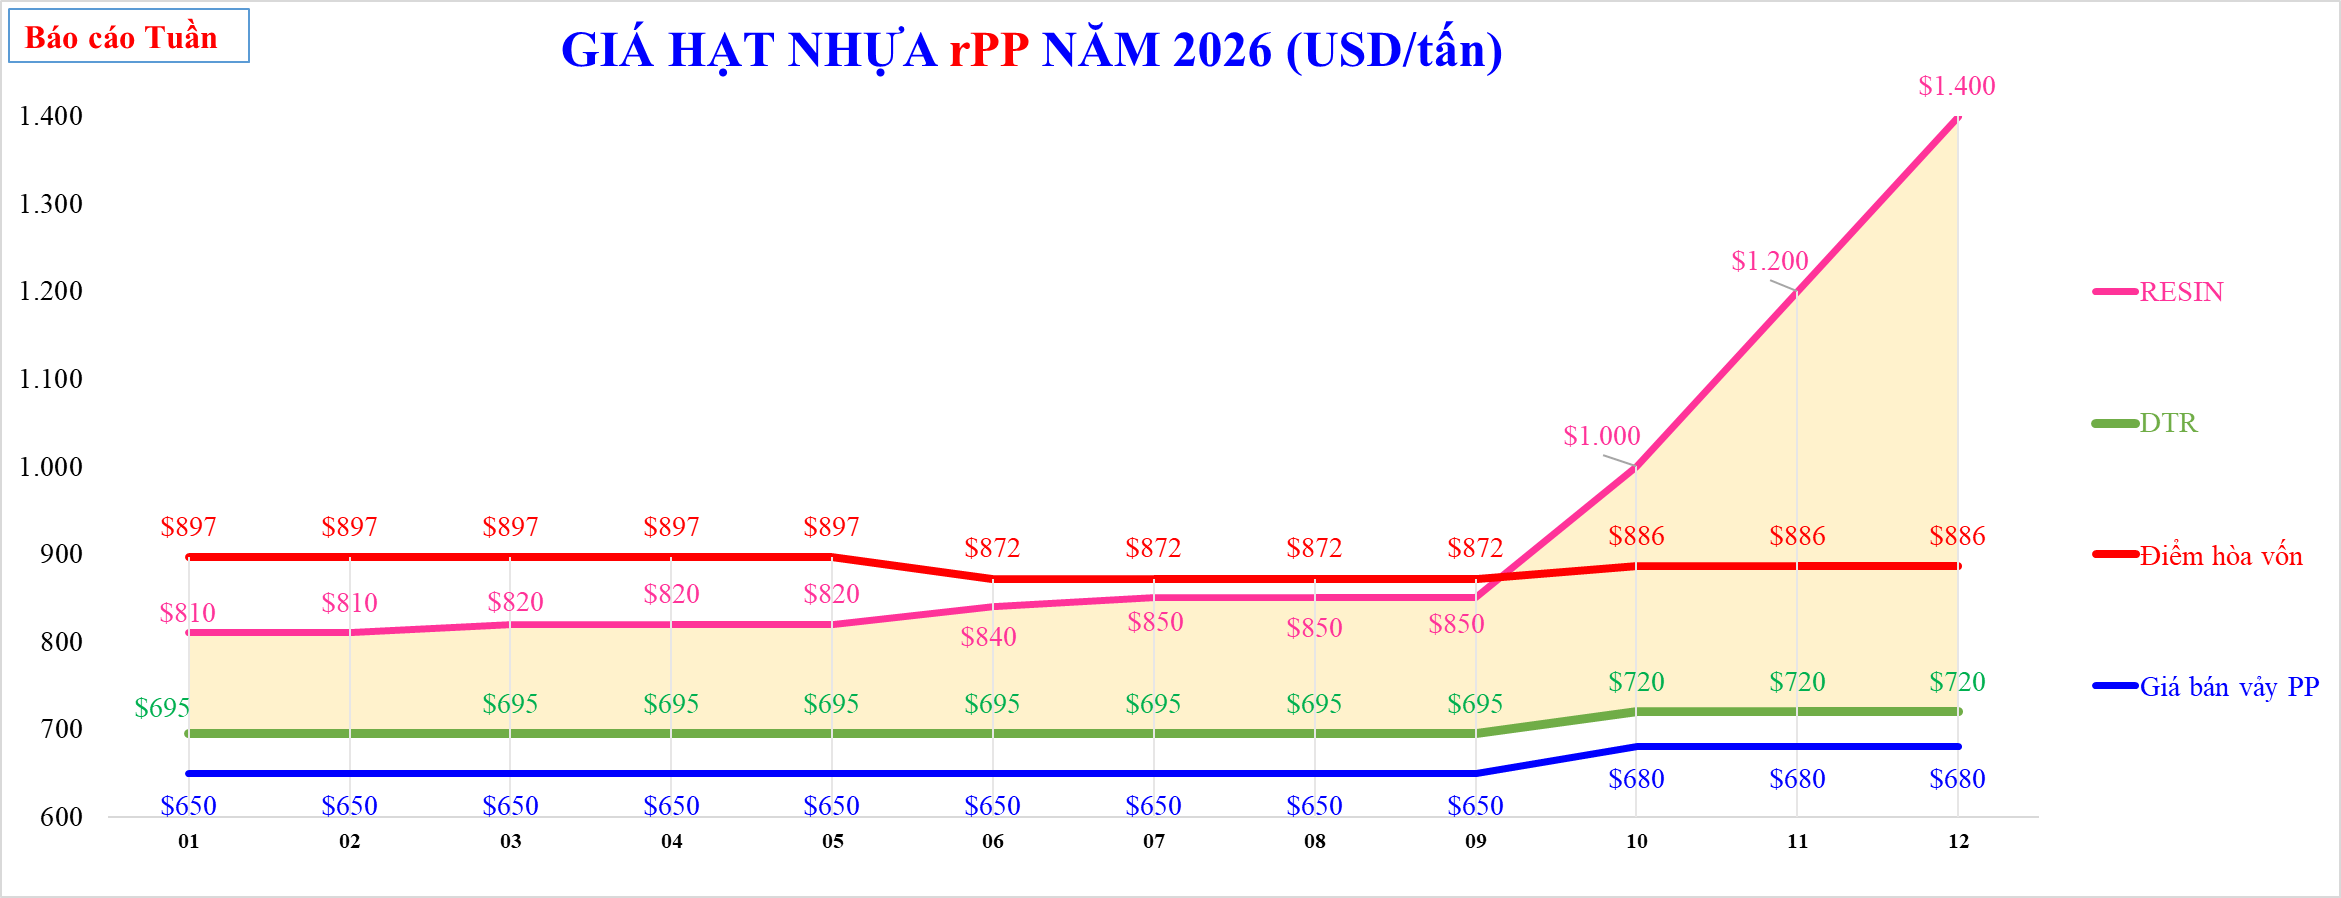 Báo cáo Tuần
GIÁ HẠT NHỰA rPP NĂM 2026 (USD/tấn)
$1.400
1.400
1.300
$1.200
1.200
RESIN
1.100
DTR
$1.000
1.000
$897 $897 $897 $897 $897 $872 $872 $872 $872 $886 $886 $886
900
Điểm hòa vốn
$810 $810 $820 $820 $820 $840 $850 $850 $850
800
$695 $695 $695 $695 $695 $695 $695 $695 $720 $720 $720
Giá bán vảy PP
700
$650 $650 $650 $650 $650 $650 $650 $650 $650 $680 $680 $680
600
01 02 03 04 05 06 07 08 09 10 11 12